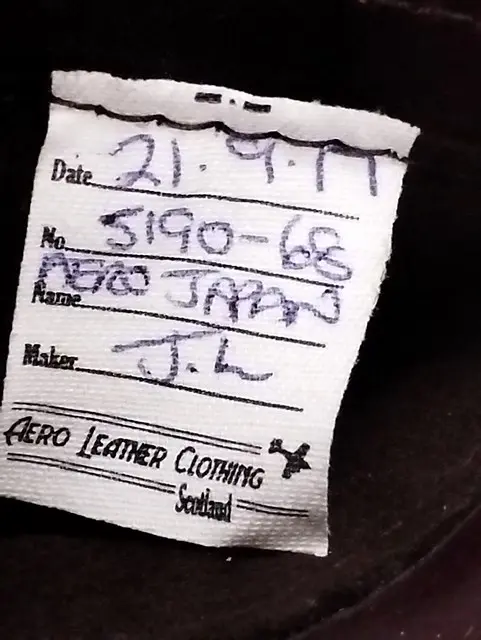 Date 21.9.17
No. 5190-68
Name AERO JAPAN
Maker J.L
AERO LEATHER CLOTHING
Scotland